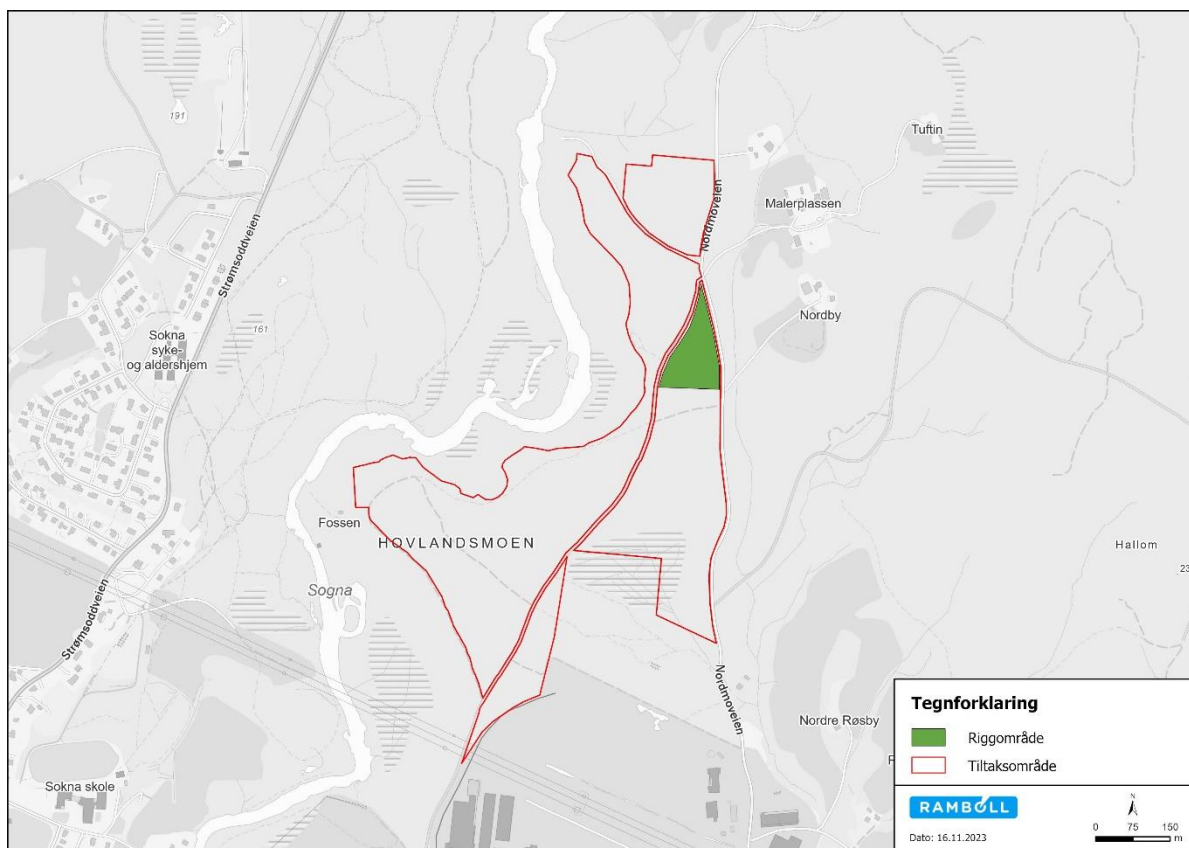 191
Tuftin
Malerplassen
Nordmoveien
Strømsoddveien
Nordby
161
Sokna
syke-
og aldershjem
Fossen
HOVLANDSMOEN
Hallom
Sogna
23
Strømsoddveien
Nordmoveien
Nordre Røsby
R
Sokna skole
Tegnforklaring
Riggområde
Tiltaksområde
RAMBOLL
Dato: 16.11.2023
N
0 75 150
m